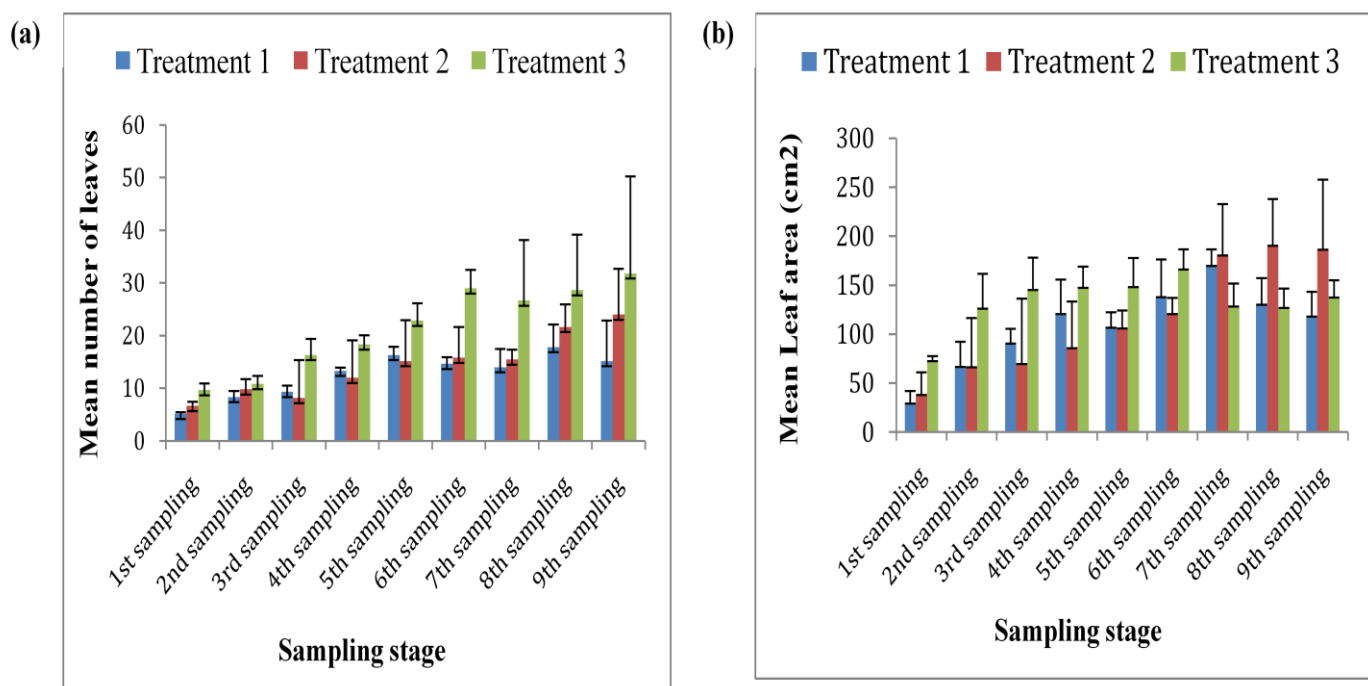 (a)
Treatment 1 Treatment 2 Treatment 3
Mean number of leaves
60
50
40
30
20
10
0
1st sampling
2nd sampling
3rd sampling
4th sampling
5th sampling
6th sampling
7th sampling
8th sampling
9th sampling
Sampling stage
(b)
Treatment 1 Treatment 2 Treatment 3
Mean Leaf area (cm2)
300
250
200
150
100
50
0
1st sampling
2nd sampling
3rd sampling
4th sampling
5th sampling
6th sampling
7th sampling
8th sampling
9th sampling
Sampling stage